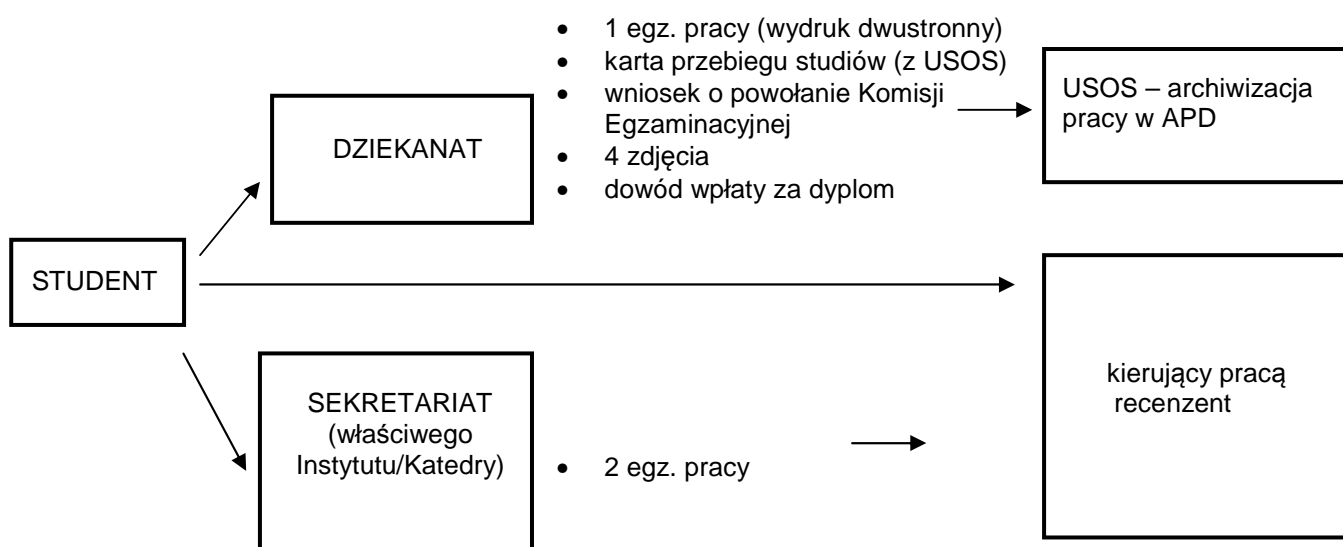 • 1 egz. pracy (wydruk dwustronny)
• karta przebiegu studiów (z USOS)
• wniosek o powołanie Komisji
Egzaminacyjnej
• 4 zdjęcia
• dowód wpłaty za dyplom
DZIEKANAT
USOS – archiwizacja
pracy w APD
STUDENT
SEKRETARIAT
(właściwego
Instytutu/Katedry)
• 2 egz. pracy
kierujący pracą
recenzent